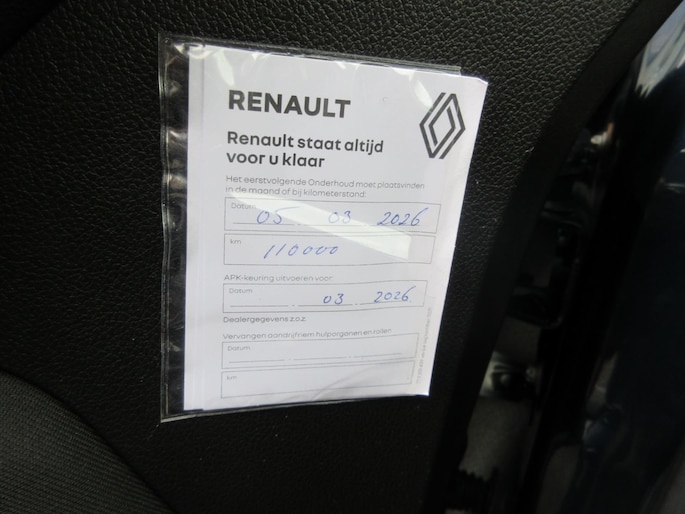 RENAULT
Renault staat altijd
voor u klaar
Het eerstvolgende Onderhoud moet plaatsvinden
in de maand of bij kilometerstand:
Datum 05 03 2026
km 110000
APK-keuring uitvoeren voor:
Datum 03 2026
Dealergegevens z.o.z.
Vervangen aandrijfriem hulporganen en rollen
Datum
km